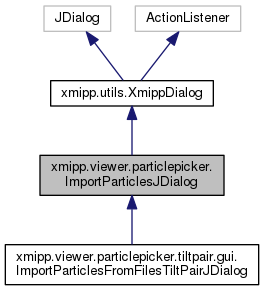 JDialog
ActionListener
xmipp.utils.XmippDialog
xmipp.viewer.particlepicker.
ImportParticlesJDialog
xmipp.viewer.particlepicker.tiltpair.gui.
ImportParticlesFromFilesTiltPairJDialog